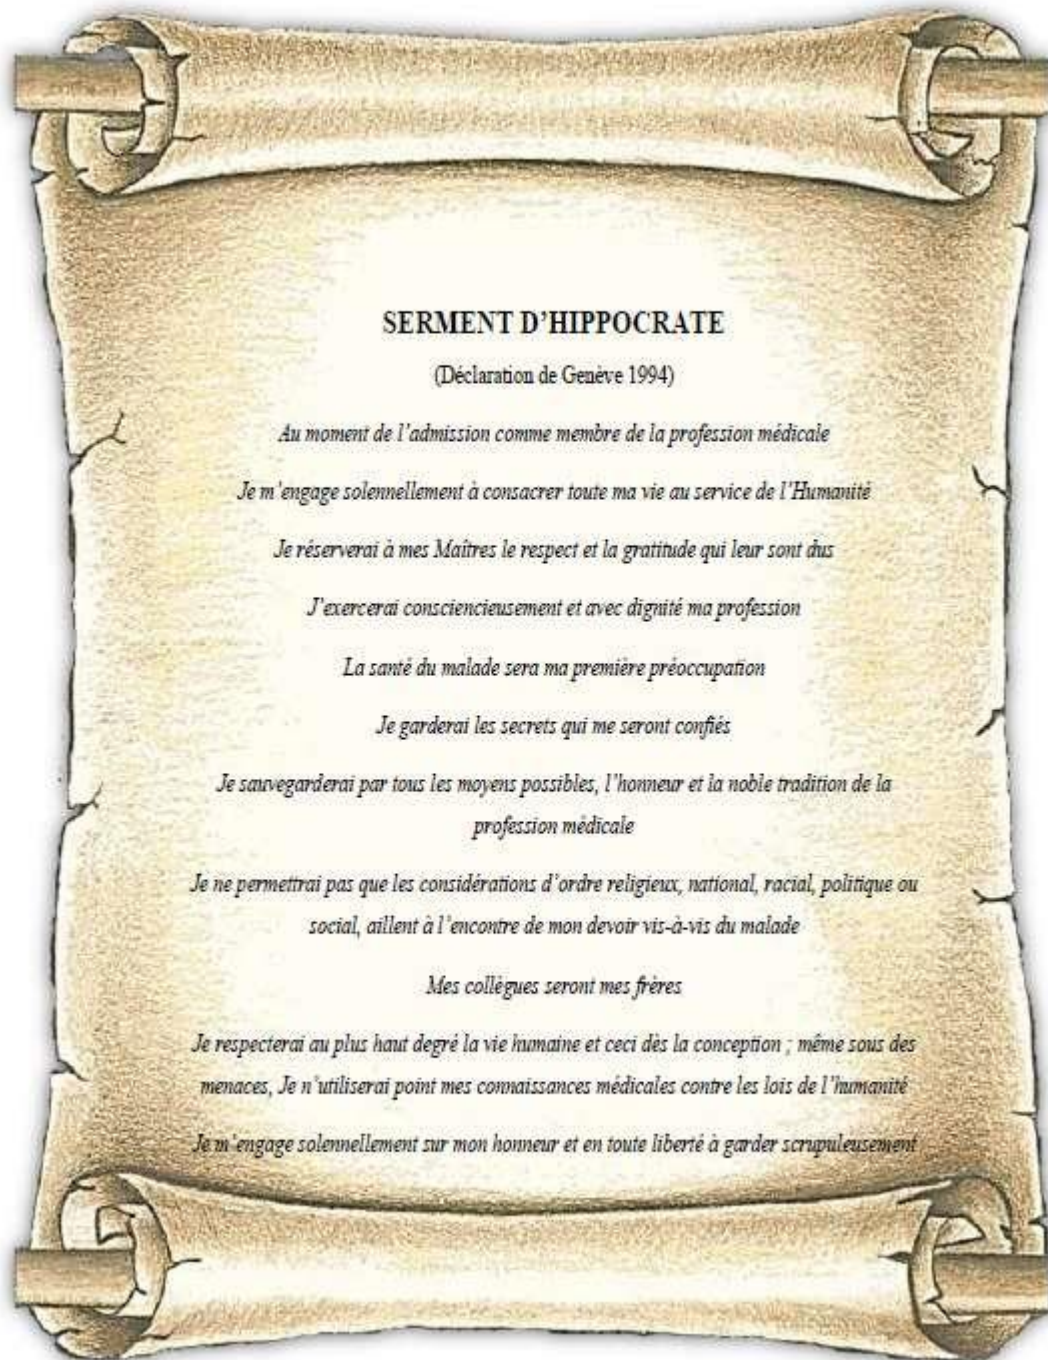 SERMENT D’HIPPOCRATE
(Déclaration de Genève 1994)
Au moment de l’admission comme membre de la profession médicale
Je m’engage solennellement à consacrer toute ma vie au service de l’Humanité
Je réserverai à mes Maîtres le respect et la gratitude qui leur sont dus
J’exercerai consciencieusement et avec dignité ma profession
La santé du malade sera ma première préoccupation
Je garderai les secrets qui me seront confiés
Je sauvegarderai par tous les moyens possibles, l’honneur et la noble tradition de la
profession médicale
Je ne permettrai pas que les considérations d’ordre religieux, national, racial, politique ou
social, aillent à l’encontre de mon devoir vis-à-vis du malade
Mes collègues seront mes frères
Je respecterai au plus haut degré la vie humaine et ceci dès la conception ; même sous des
menaces, Je n’utiliserai point mes connaissances médicales contre les lois de l’humanité
Je m’engage solennellement sur mon honneur et en toute liberté à garder scrupuleusement